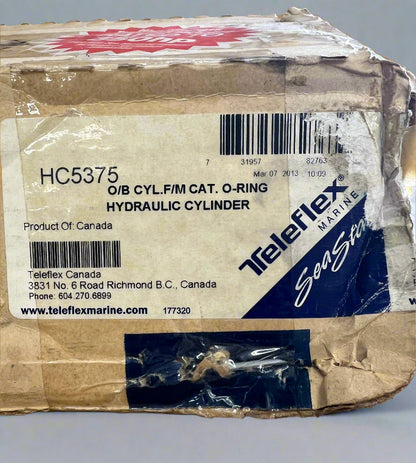 7 31957 82763
Mar 07 2013 10:09
HC5375
O/B CYL.F/M CAT. O-RING
HYDRAULIC CYLINDER
Product Of: Canada
Teleflex Canada
3831 No. 6 Road Richmond B.C., Canada
Phone: 604.270.6899
www.teleflexmarine.com 177320
Teleflex®
MARINE